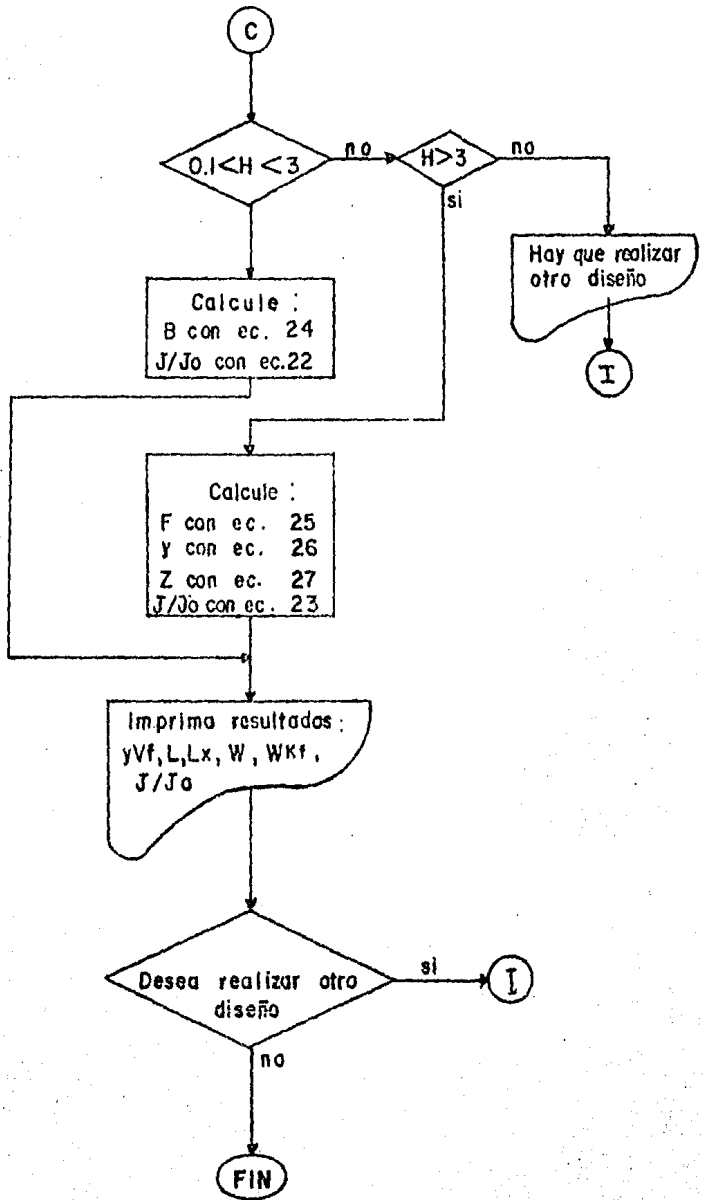 C
0.1<H <3
no
H>3
no
si
Hay que realizar
otro diseño
I
Calcule :
B con ec. 24
J/Jo con ec.22
Calcule :
F con ec. 25
y con ec. 26
Z con ec. 27
J/Jo con ec. 23
Imprima resultados:
yVf, L, Lx, W, WKf,
J/Jo
Desea realizar otro
diseño
si
I
no
FIN